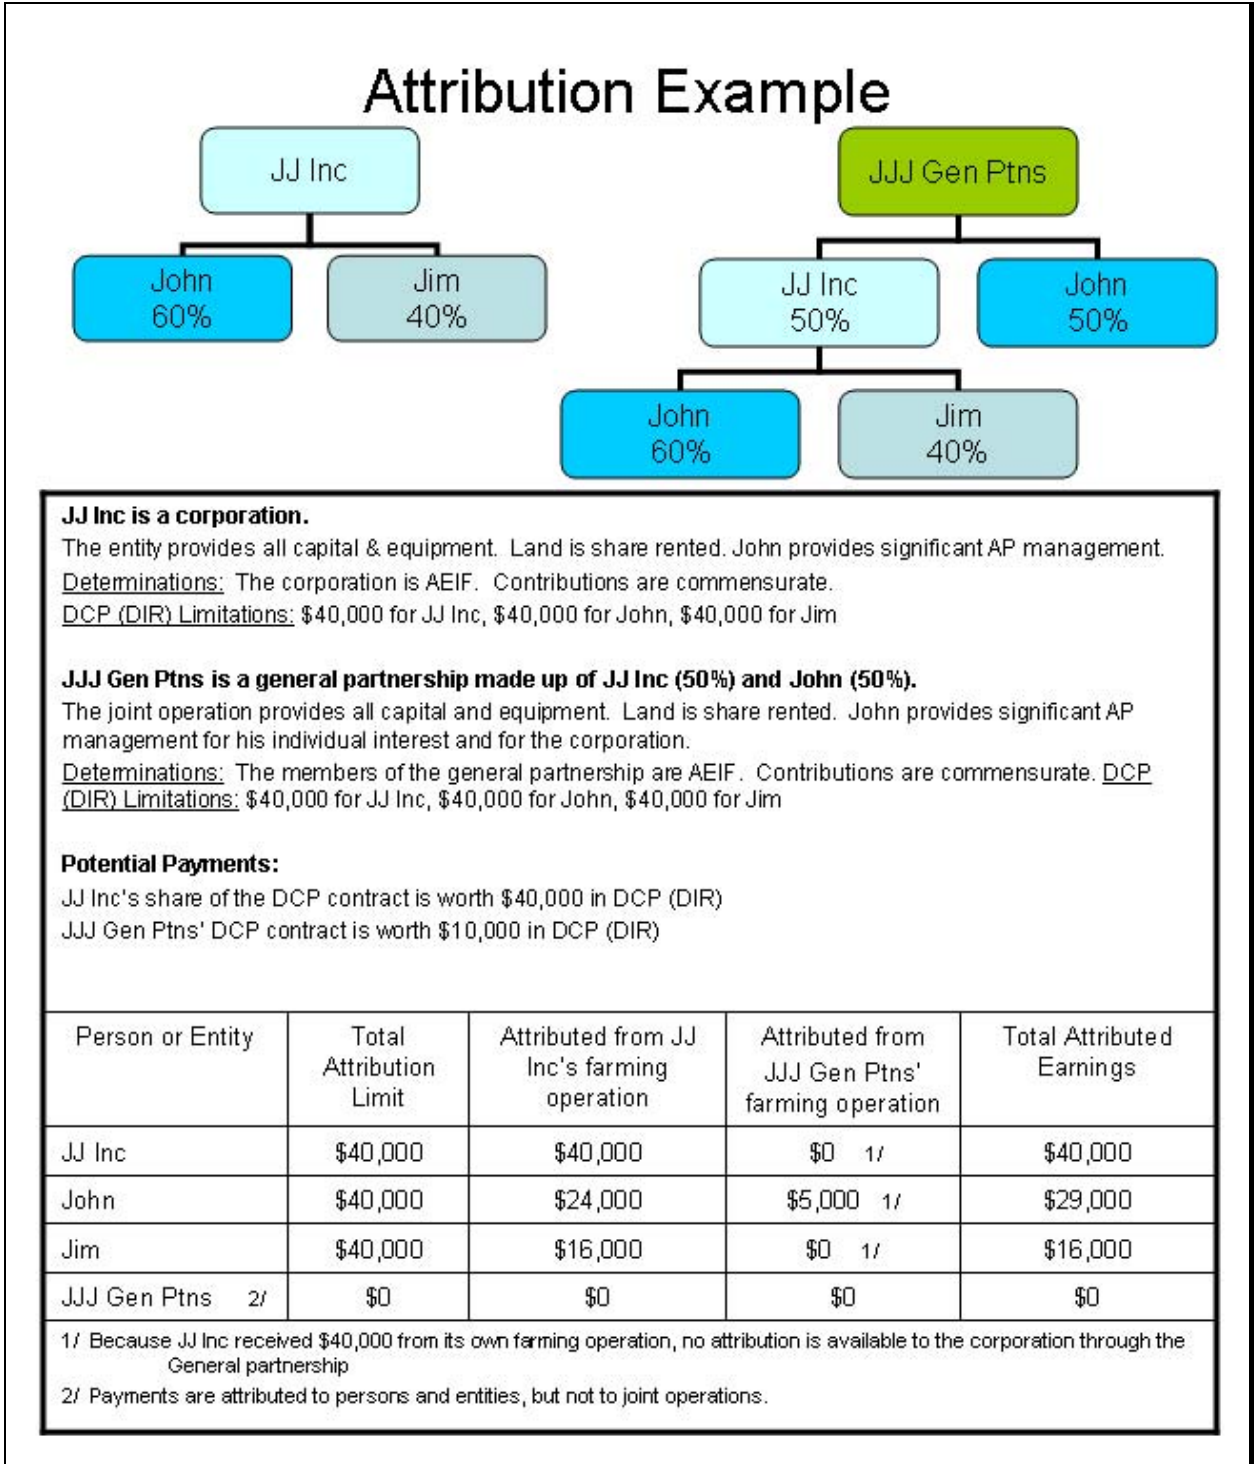 Attribution Example
JJ Inc
JJJ Gen Ptns
John
60%
Jim
40%
JJ Inc
50%
John
50%
John
60%
Jim
40%
JJ Inc is a corporation.
The entity provides all capital & equipment. Land is share rented. John provides significant AP management.
Determinations: The corporation is AEIF. Contributions are commensurate.
DCP (DIR) Limitations: $40,000 for JJ Inc, $40,000 for John, $40,000 for Jim
JJJ Gen Ptns is a general partnership made up of JJ Inc (50%) and John (50%).
The joint operation provides all capital and equipment. Land is share rented. John provides significant AP
management for his individual interest and for the corporation.
Determinations: The members of the general partnership are AEIF. Contributions are commensurate. DCP
(DIR) Limitations: $40,000 for JJ Inc, $40,000 for John, $40,000 for Jim
Potential Payments:
JJ Inc's share of the DCP contract is worth $40,000 in DCP (DIR)
JJJ Gen Ptns' DCP contract is worth $10,000 in DCP (DIR)
Person or Entity
Total
Attribution
Limit
Attributed from JJ
Inc's farming
operation
Attributed from
JJJ Gen Ptns'
farming operation
Total Attributed
Earnings
JJ Inc $40,000 $40,000 $0 1/ $40,000
John $40,000 $24,000 $5,000 1/ $29,000
Jim $40,000 $16,000 $0 1/ $16,000
JJJ Gen Ptns 2/ $0 $0 $0 $0
1/ Because JJ Inc received $40,000 from its own farming operation, no attribution is available to the corporation through the
General partnership
2/ Payments are attributed to persons and entities, but not to joint operations.